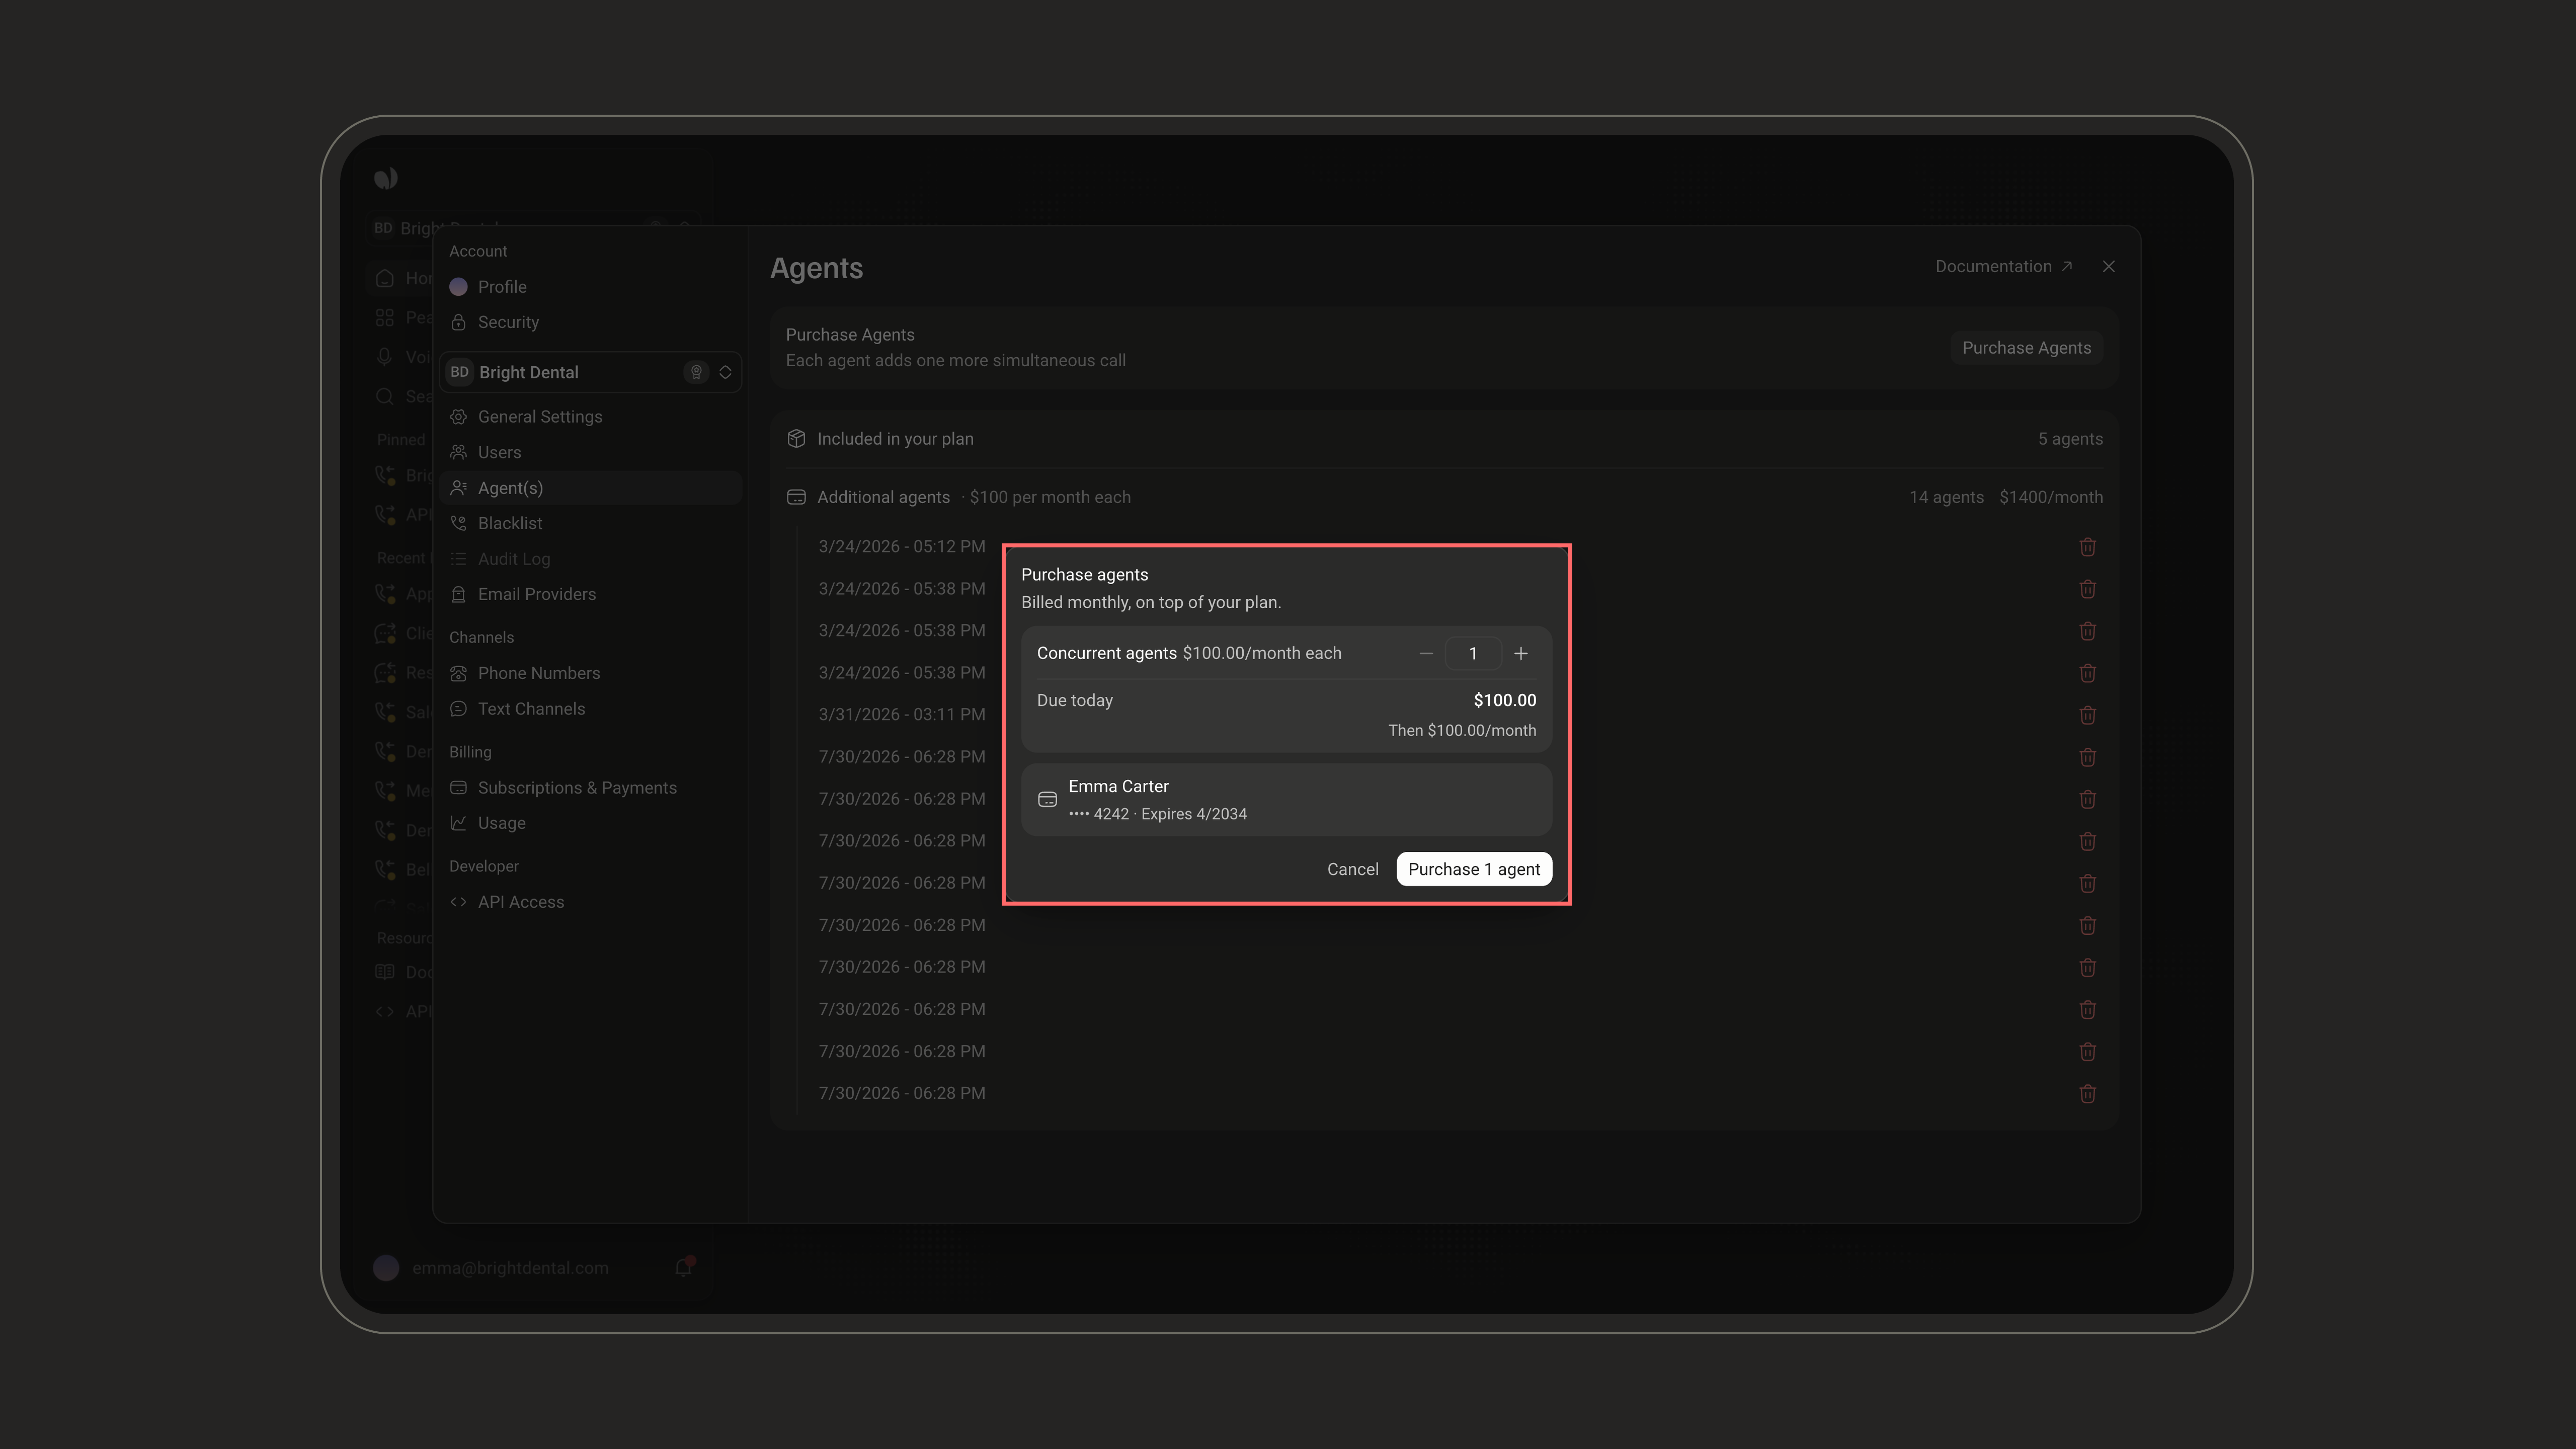 BD
Account
Profile
Security
BD Bright Dental
General Settings
Users
Agent(s)
Blacklist
Audit Log
Email Providers
Channels
Phone Numbers
Text Channels
Billing
Subscriptions & Payments
Usage
Developer
API Access
Pinned
API
emma@brightdental.com
Agents
Documentation
Purchase Agents
Each agent adds one more simultaneous call
Purchase Agents
Included in your plan
5 agents
Additional agents · $100 per month each
14 agents $1400/month
3/24/2026 - 05:12 PM
3/24/2026 - 05:38 PM
3/24/2026 - 05:38 PM
3/24/2026 - 05:38 PM
3/31/2026 - 03:11 PM
7/30/2026 - 06:28 PM
7/30/2026 - 06:28 PM
7/30/2026 - 06:28 PM
7/30/2026 - 06:28 PM
7/30/2026 - 06:28 PM
7/30/2026 - 06:28 PM
7/30/2026 - 06:28 PM
7/30/2026 - 06:28 PM
7/30/2026 - 06:28 PM
Purchase agents
Billed monthly, on top of your plan.
Concurrent agents $100.00/month each
1
Due today
$100.00
Then $100.00/month
Emma Carter
•••• 4242 · Expires 4/2034
Cancel
Purchase 1 agent